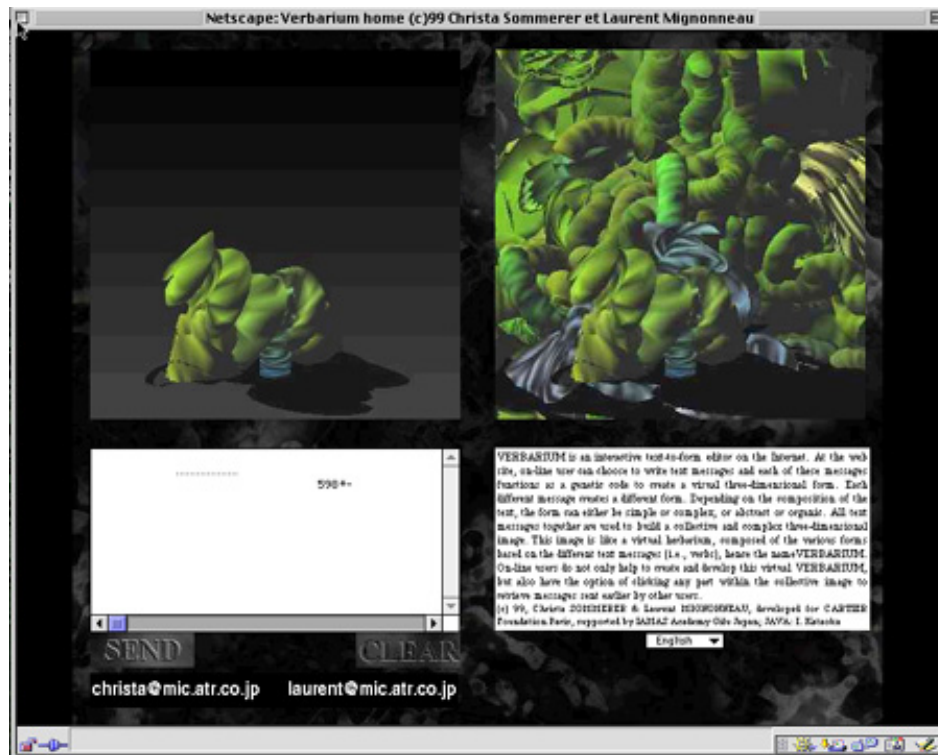 Netscape: Verbarium home (c)99 Christa Sommerer et Laurent Mignonneau
************
598*-
VERBARIUM is an interactive text-to-form editor on the Internet. At the web
site, on-line user can choose to write text messages and each of these messages
functions as a genetic code to create a virtual three-dimensional form. Each
different message creates a different form. Depending on the composition of the
text, the form can either be simple or complex, or abstract or organic. All text
messages together are used to build a collective and complex three-dimensional
image. This image is like a virtual herbarium, composed of the various forms
based on the different text messages (i.e., verbs), hence the nameVERBARIUM.
On-line users do not only help to create and develop this virtual VERBARIUM,
but also have the option of clicking any part within the collective image to
retrieve messages sent earlier by other users.
(c) 99, Christa SOMMERER & Laurent MIGNONNEAU, developed for CARTIER
Foundation Paris, supported by IAMAS Academy Gifu Japan; JAVA:
English
SEND
CLEAR
christa@mic.atr.co.jp
laurent@mic.atr.co.jp